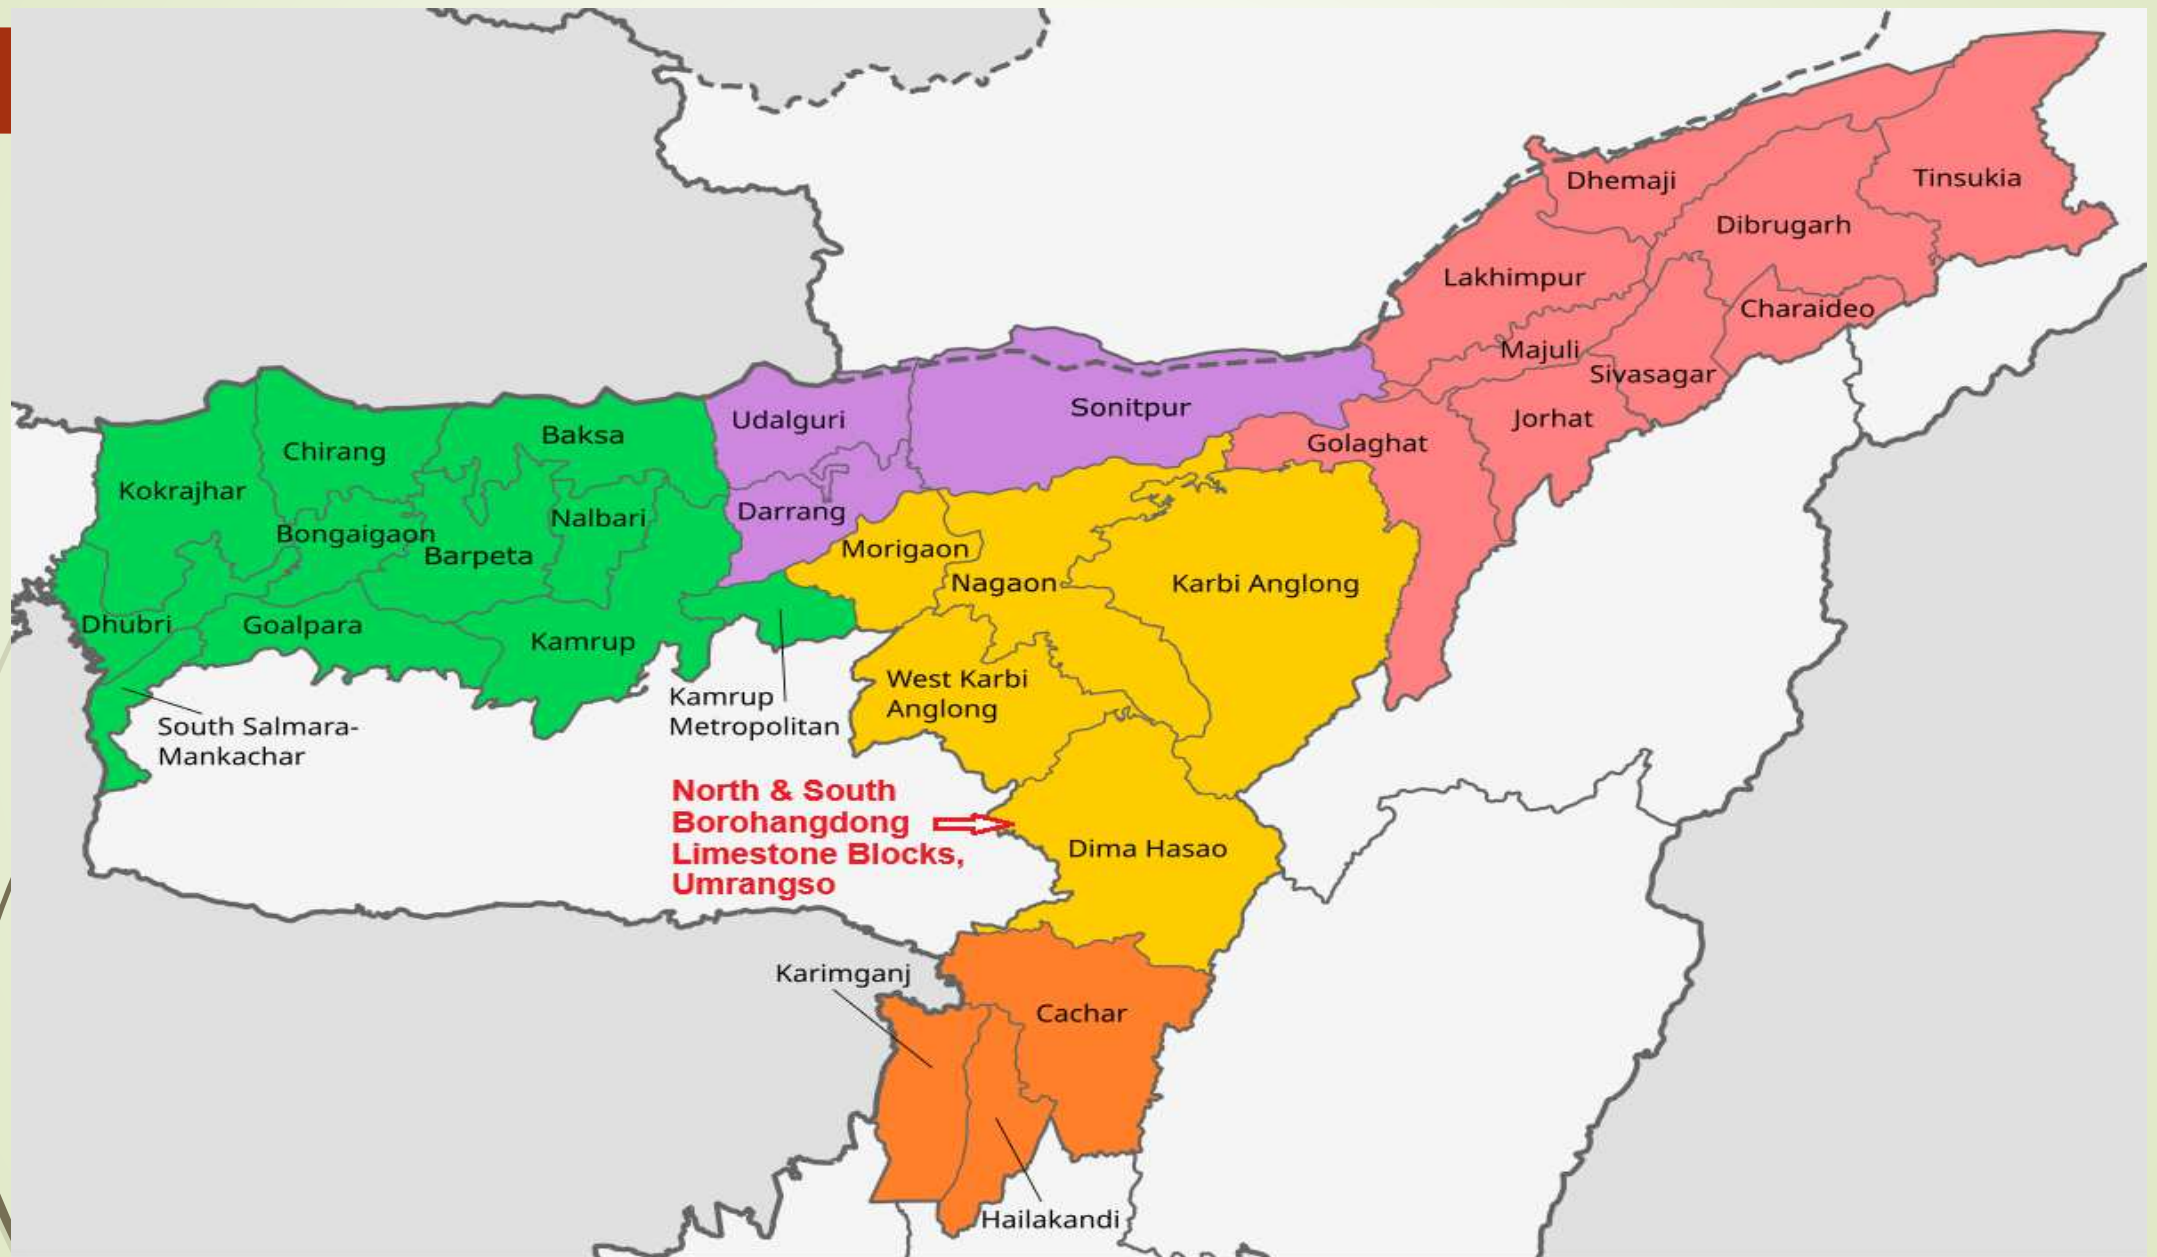 Dhemaji
Tinsukia
Dibrugarh
Lakhimpur
Charaideo
Majuli
Sivasagar
Udalguri
Sonitpur
Jorhat
Baksa
Golaghat
Chirang
Kokrajhar
Darrang
Nalbari
Bongaigaon
Morigaon
Barpeta
Nagaon
Karbi Anglong
Dhubri
Goalpara
Kamrup
West Karbi
Anglong
Kamrup
Metropolitan
South Salmara-
Mankachar
North & South
Borohangdong
Limestone Blocks,
Umrangso
Dima Hasao
Karimganj
Cachar
Hailakandi